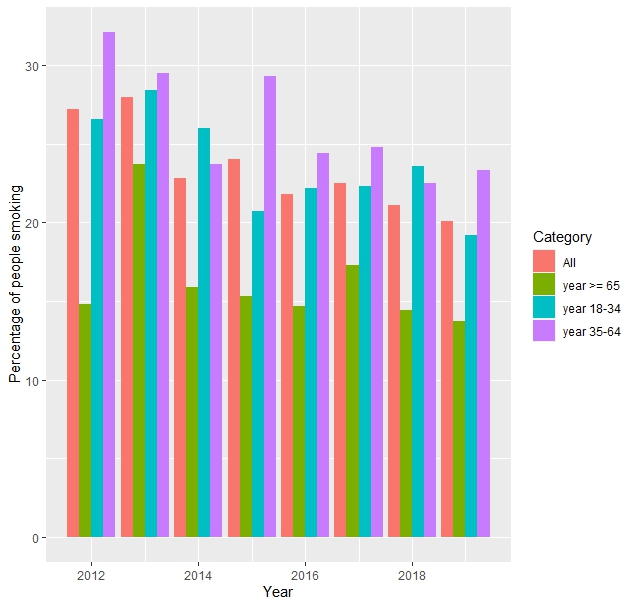 Percentage of people smoking
30
20
10
0
2012 2014 2016 2018
Year
Category
All
year >= 65
year 18-34
year 35-64